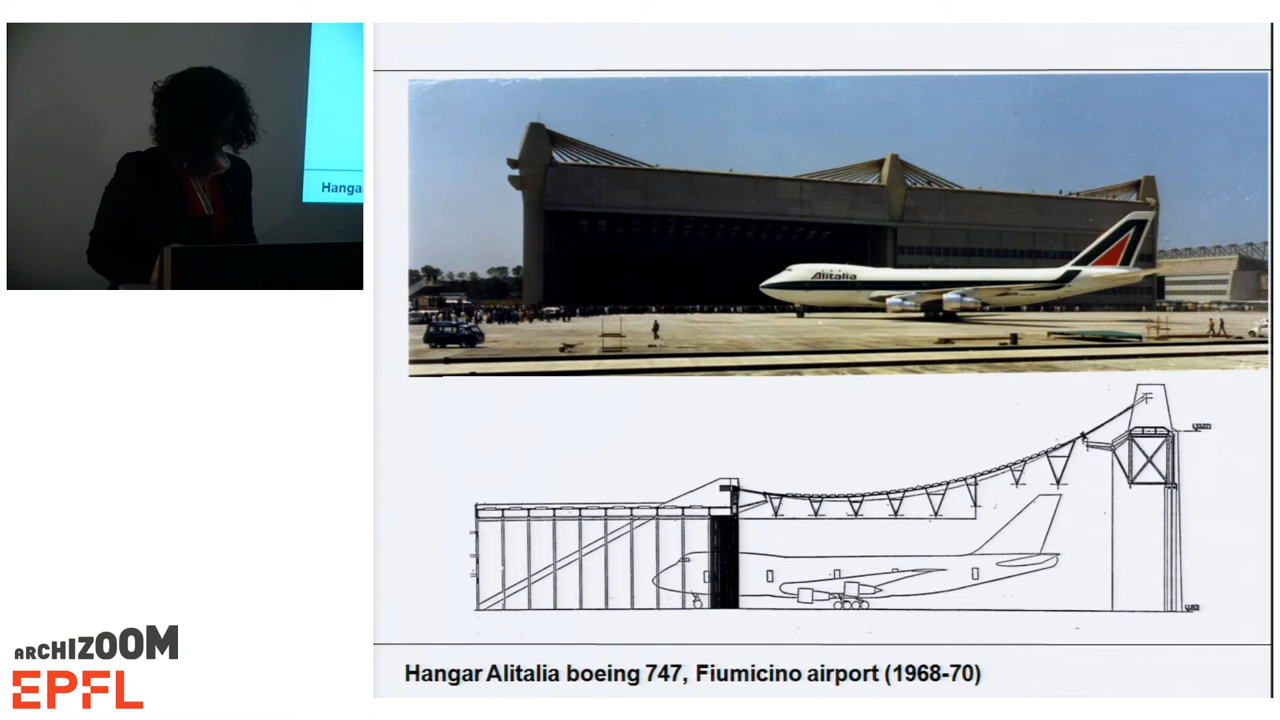 Hanga
Alitalia
ARCHIZOOM
EPFL
Hangar Alitalia boeing 747, Fiumicino airport (1968-70)